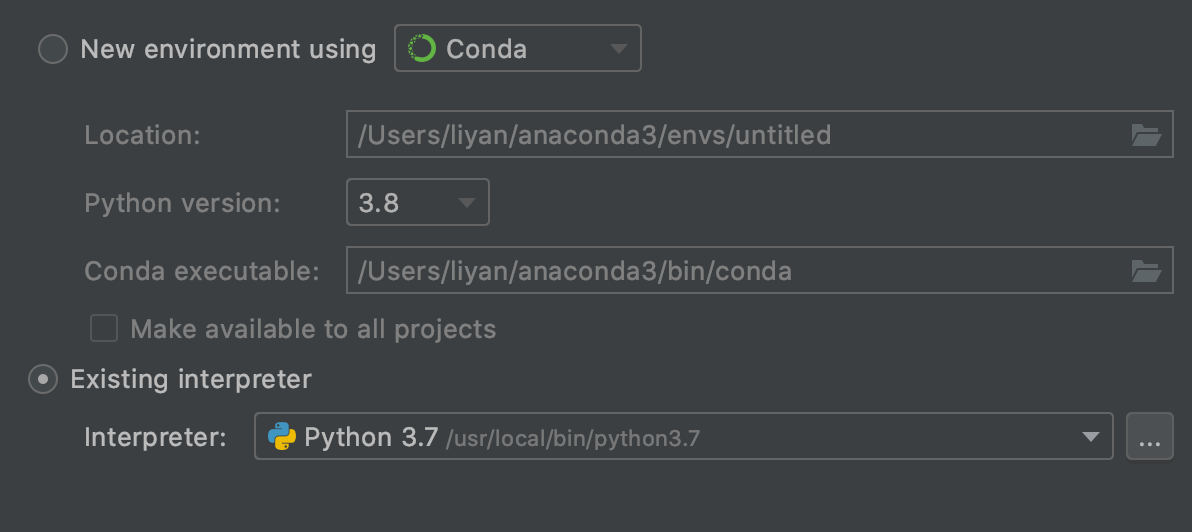 New environment using Conda
Location: /Users/liyan/anaconda3/envs/untitled
Python version: 3.8
Conda executable: /Users/liyan/anaconda3/bin/conda
Make available to all projects
Existing interpreter
Interpreter: Python 3.7 /usr/local/bin/python3.7 ...